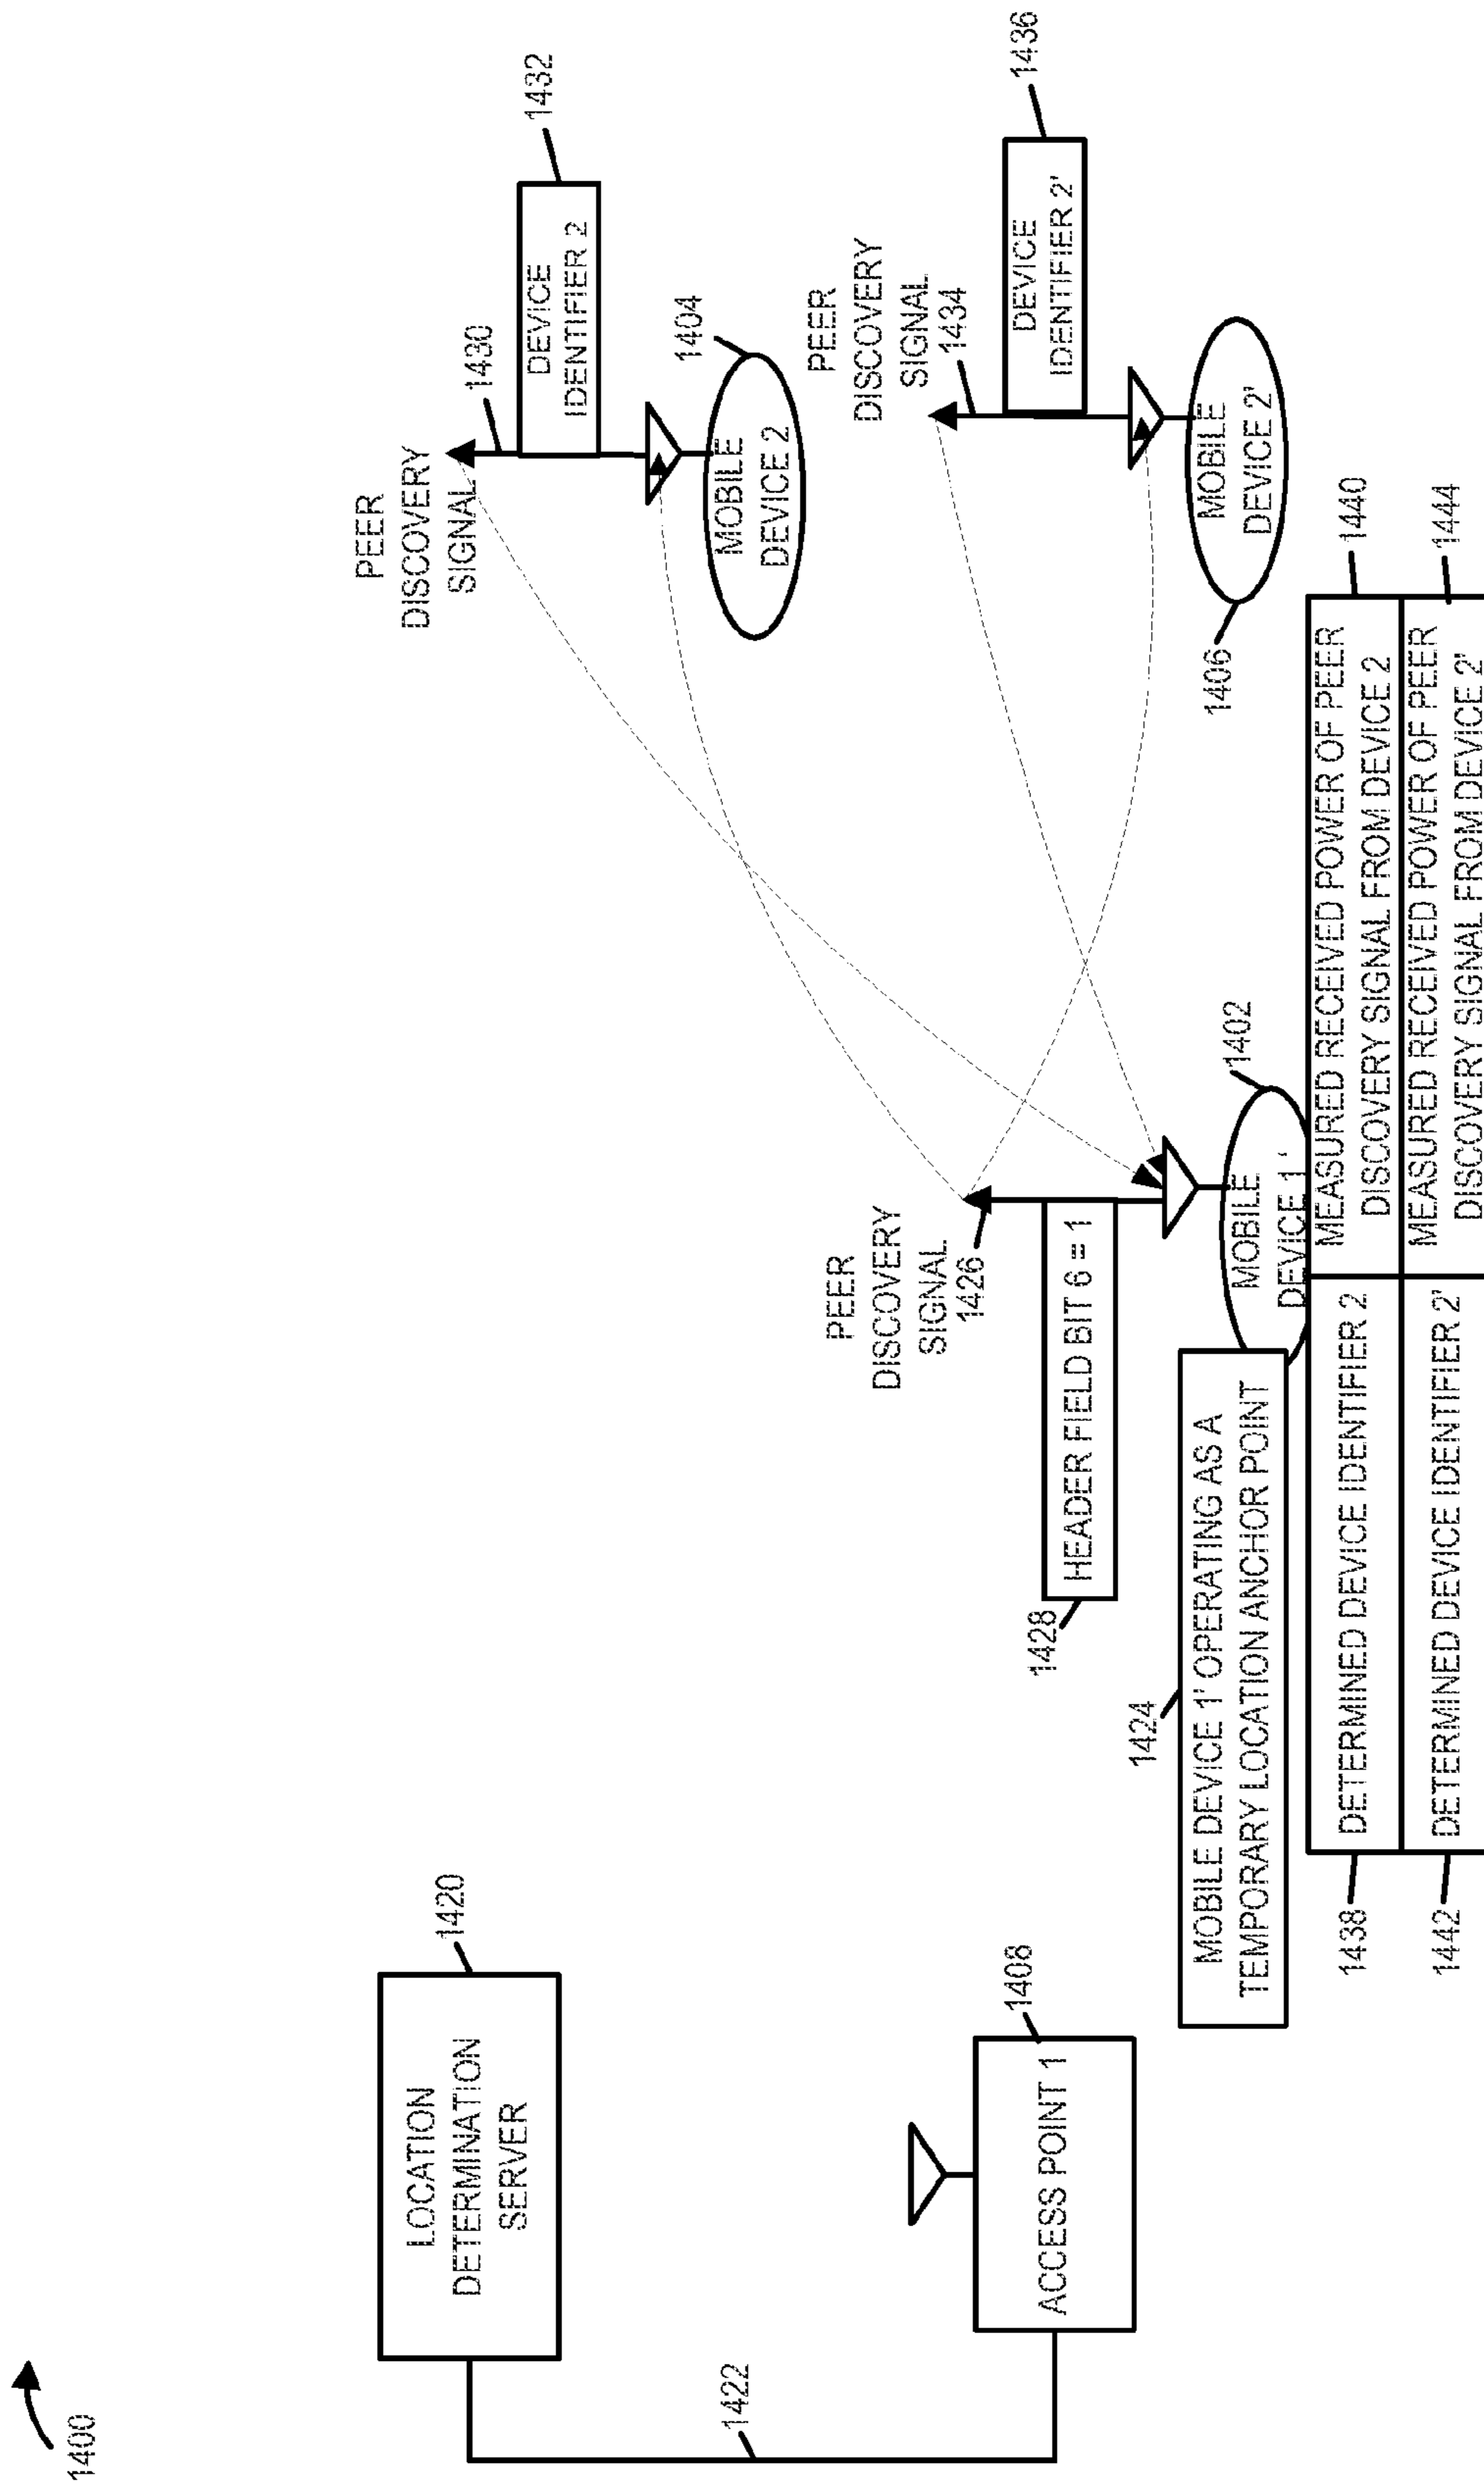 1400
LOCATION
DETERMINATION
SERVER
1420
1422
ACCESS POINT 1
1408
PEER
DISCOVERY
SIGNAL
1430
DEVICE
IDENTIFIER 2
1432
MOBILE
DEVICE 2
1404
PEER
DISCOVERY
SIGNAL
1434
DEVICE
IDENTIFIER 2'
1436
MOBILE
DEVICE 2'
1406
PEER
DISCOVERY
SIGNAL
1426
HEADER FIELD BIT 6 = 1
1428
MOBILE
DEVICE 1 '
1402
1424
MOBILE DEVICE 1' OPERATING AS A
TEMPORARY LOCATION ANCHOR POINT
1438
DETERMINED DEVICE IDENTIFIER 2
MEASURED RECEIVED POWER OF PEER
DISCOVERY SIGNAL FROM DEVICE 2
1440
1442
DETERMINED DEVICE IDENTIFIER 2'
MEASURED RECEIVED POWER OF PEER
DISCOVERY SIGNAL FROM DEVICE 2'
1444